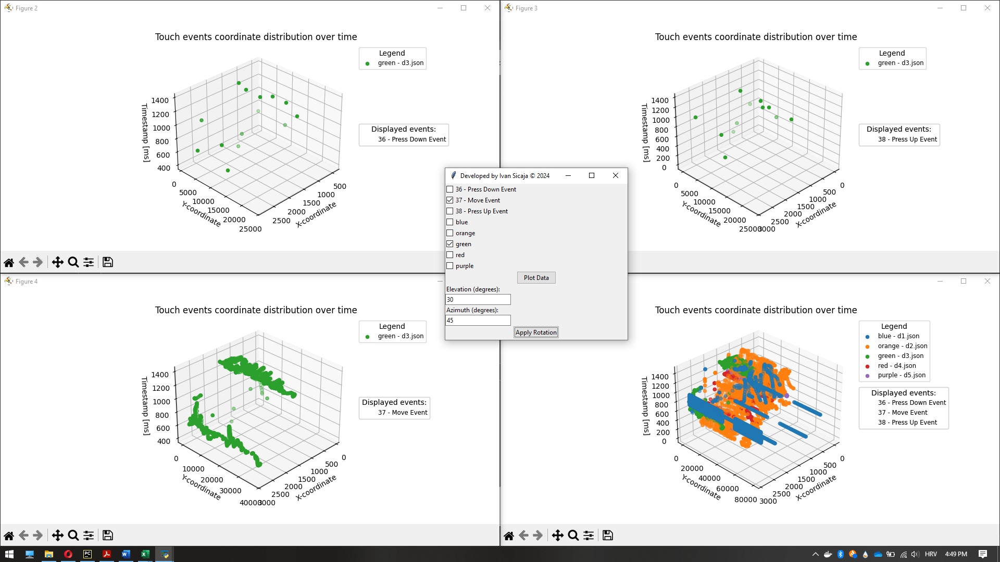 Figure 2
Touch events coordinate distribution over time
Legend
green - d3.json
Displayed events:
36 - Press Down Event
1400
1200
1000
800
600
400
Timestamp [ms]
0
5000
10000
15000
20000
25000
Y-coordinate
500
1000
1500
2000
2500
X-coordinate
Figure 3
Touch events coordinate distribution over time
Legend
green - d3.json
Displayed events:
38 - Press Up Event
1400
1200
1000
800
600
400
200
0
Timestamp [ms]
0
5000
10000
15000
20000
25000
Y-coordinate
0
500
1000
1500
2000
2500
3000
X-coordinate
Developed by Ivan Sicaja © 2024
36 - Press Down Event
37 - Move Event
38 - Press Up Event
blue
orange
green
red
purple
Plot Data
Elevation (degrees):
30
Azimuth (degrees):
45
Apply Rotation
Figure 4
Touch events coordinate distribution over time
Legend
green - d3.json
Displayed events:
37 - Move Event
1400
1200
1000
800
600
400
Timestamp [ms]
0
10000
20000
30000
40000
Y-coordinate
0
500
1000
1500
2000
2500
3000
X-coordinate
Touch events coordinate distribution over time
Legend
blue - d1.json
orange - d2.json
green - d3.json
red - d4.json
purple - d5.json
Displayed events:
36 - Press Down Event
37 - Move Event
38 - Press Up Event
1400
1200
1000
800
600
400
200
0
Timestamp [ms]
0
20000
40000
60000
80000
Y-coordinate
0
500
1000
1500
2000
2500
3000
X-coordinate
PC
HRV
4:49 PM